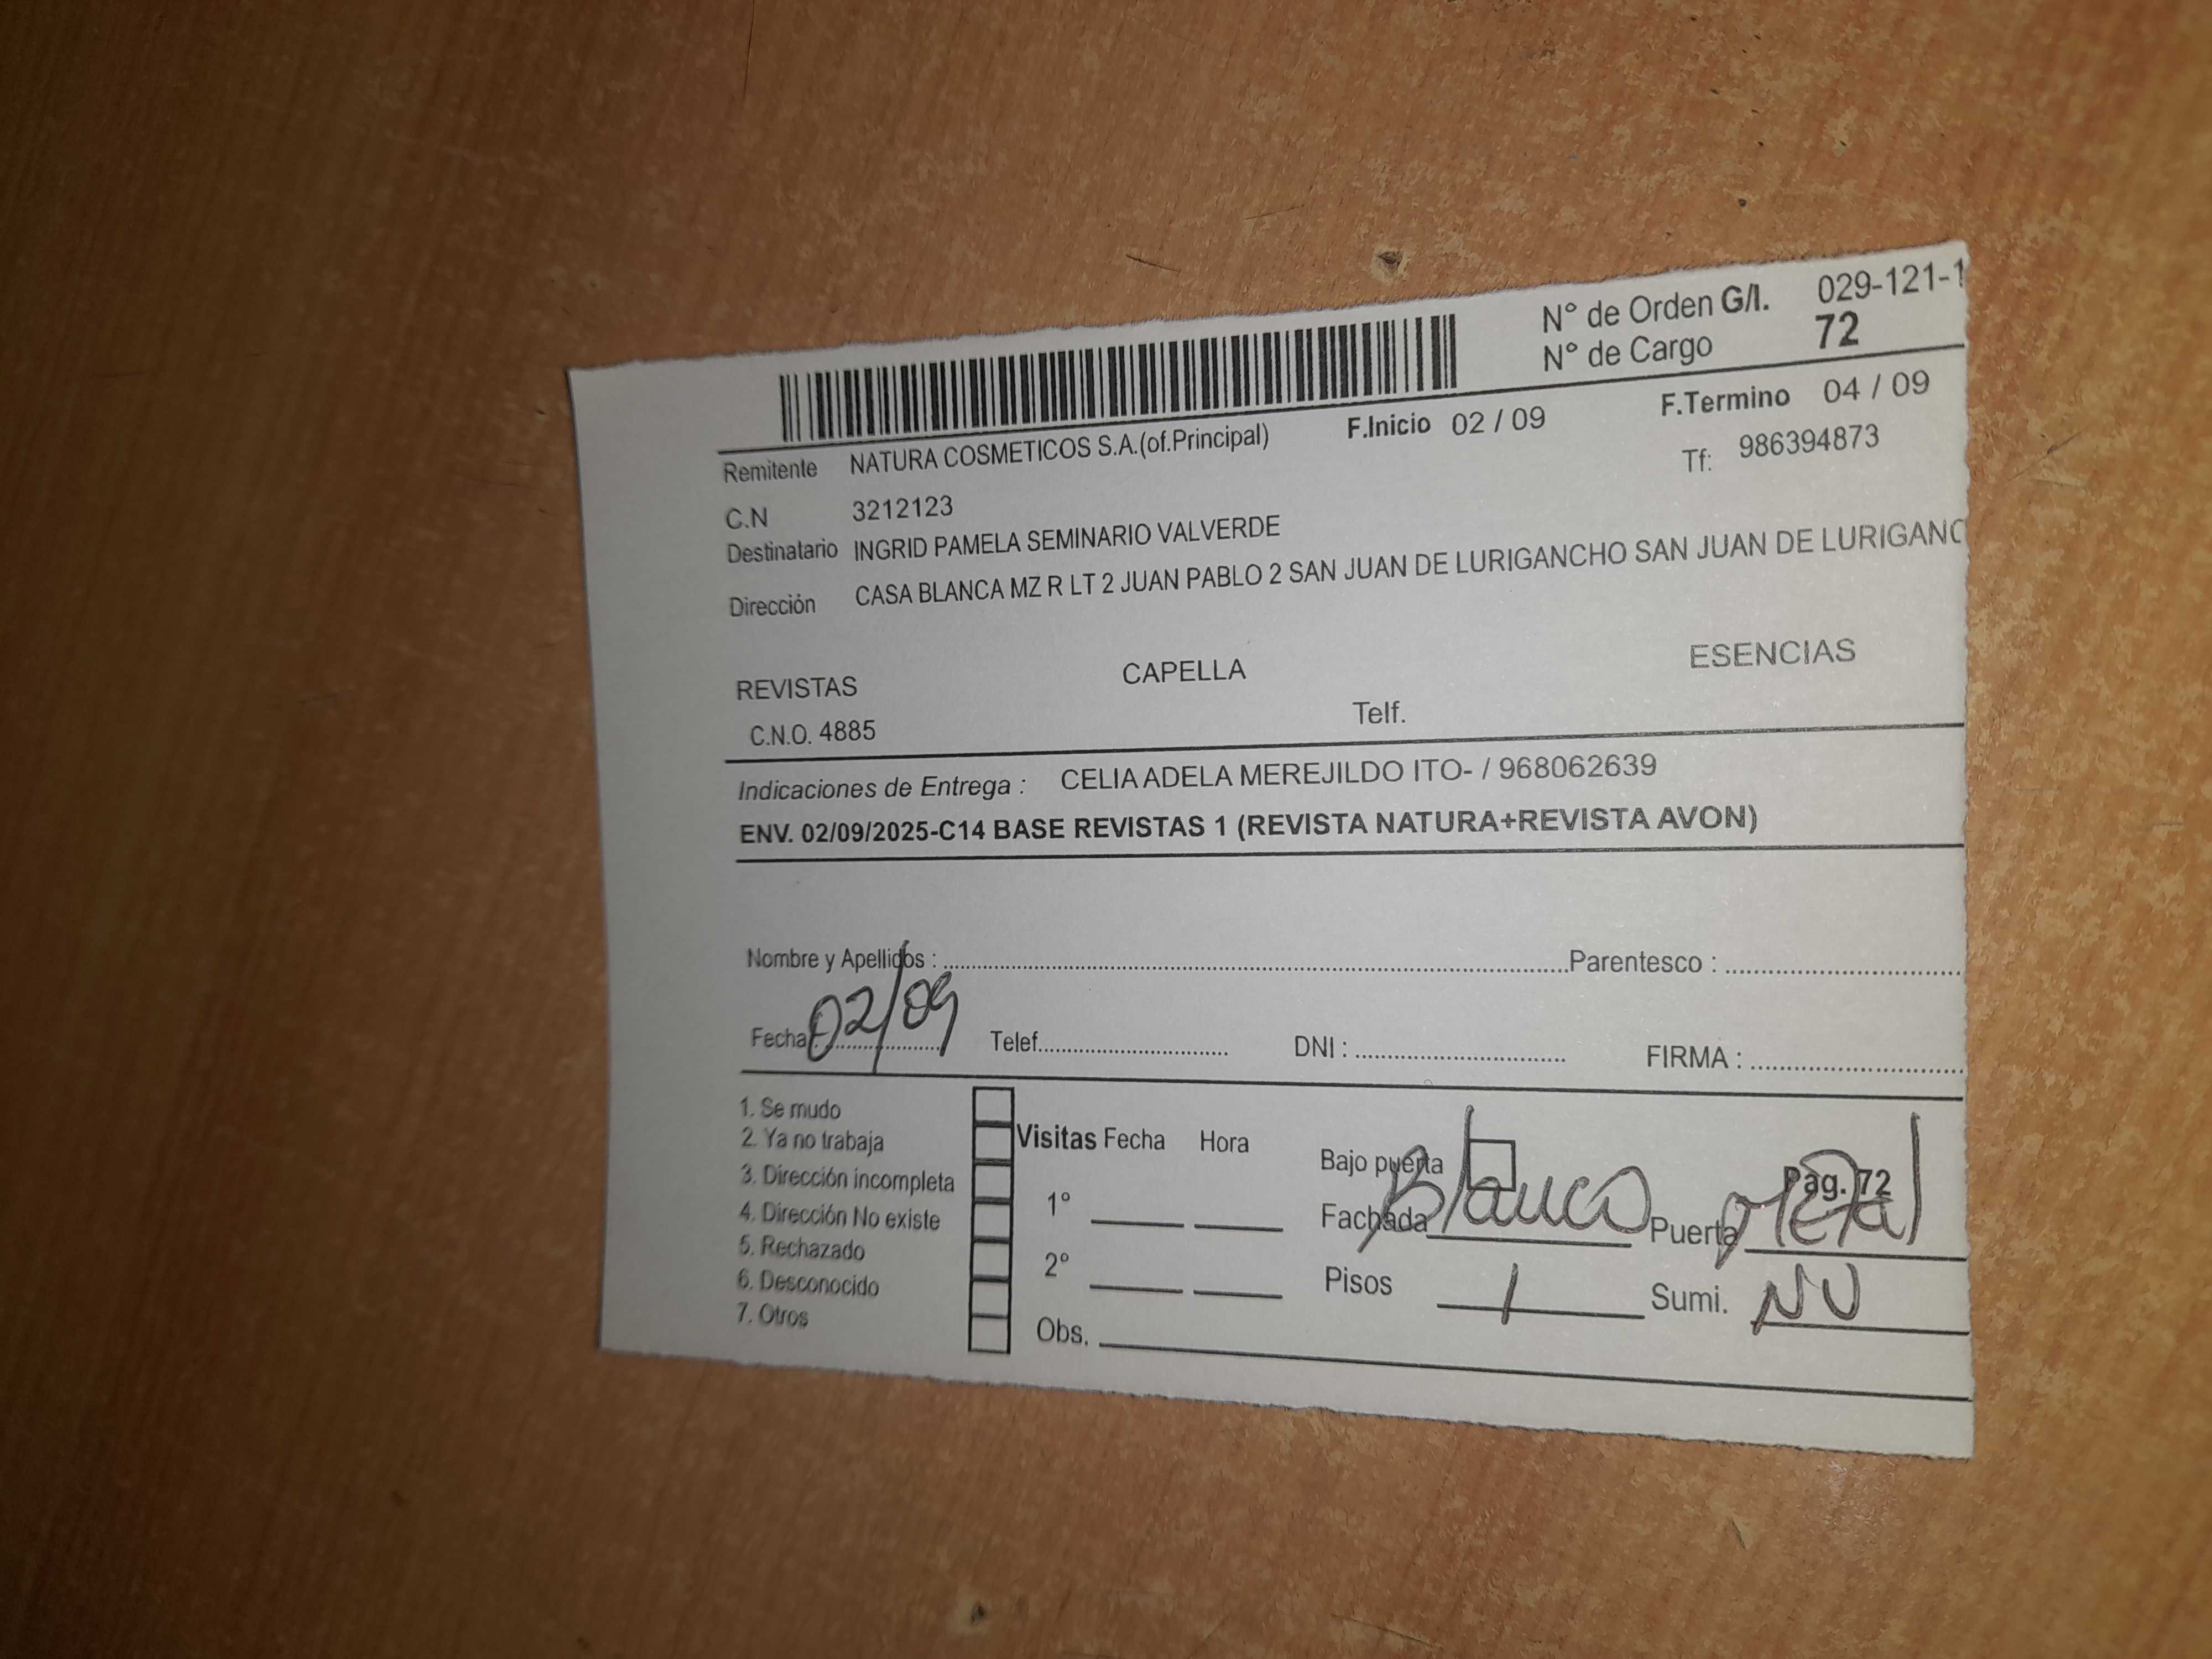 N° de Orden G/I. 029-121-1
N° de Cargo 72
F.Inicio 02 / 09 F.Termino 04 / 09
Remitente NATURA COSMETICOS S.A.(of.Principal) Tf: 986394873
C.N 3212123
Destinatario INGRID PAMELA SEMINARIO VALVERDE
Dirección CASA BLANCA MZ R LT 2 JUAN PABLO 2 SAN JUAN DE LURIGANCHO SAN JUAN DE LURIGANC
REVISTAS CAPELLA ESENCIAS
C.N.O. 4885 Telf.
Indicaciones de Entrega : CELIA ADELA MEREJILDO ITO- / 968062639
ENV. 02/09/2025-C14 BASE REVISTAS 1 (REVISTA NATURA+REVISTA AVON)
Nombre y Apellidos : Parentesco :
Fecha: 02/09 Telef. DNI : FIRMA :
1. Se mudo
2. Ya no trabaja
3. Dirección incompleta
4. Dirección No existe
5. Rechazado
6. Desconocido
7. Otros
Visitas Fecha Hora
1°
2°
Obs.
Bajo puerta Pag. 72
Fachada Blanco Puerta Metal
Pisos 1 Sumi. NO